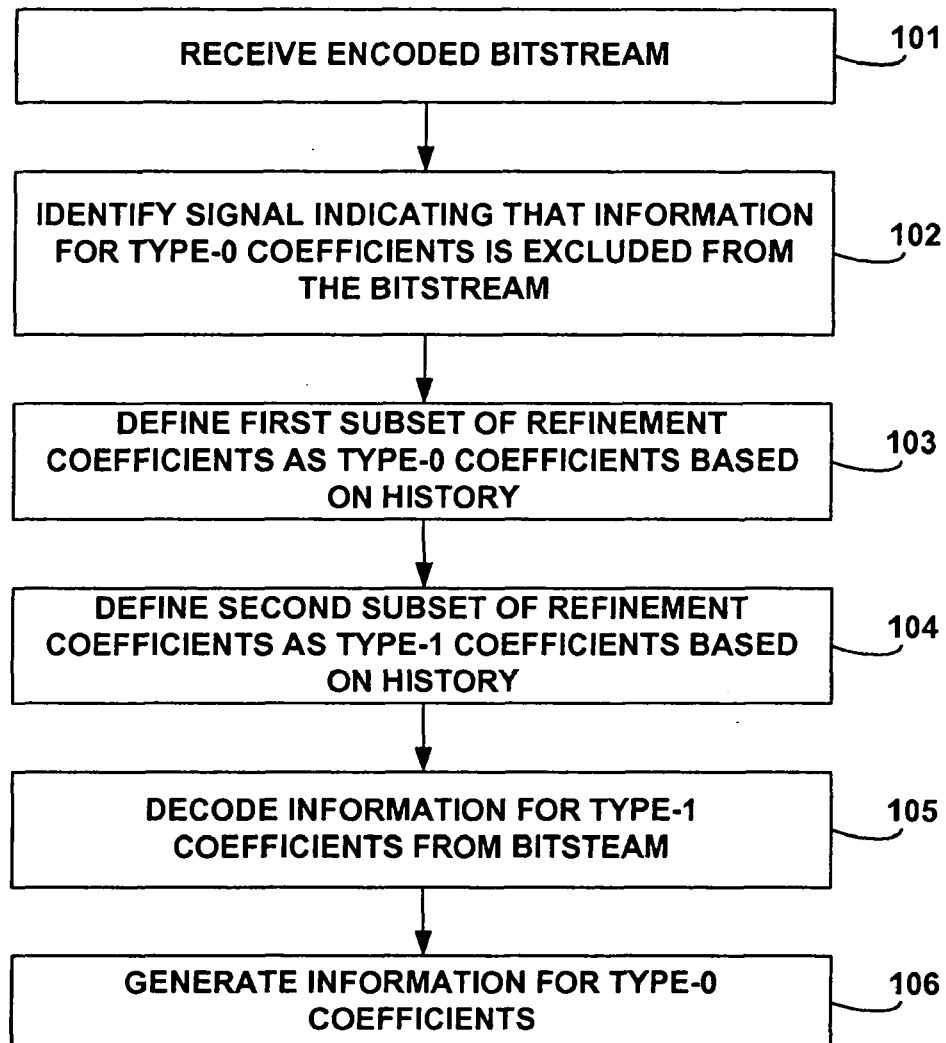 RECEIVE ENCODED BITSTREAM
101
IDENTIFY SIGNAL INDICATING THAT INFORMATION
FOR TYPE-0 COEFFICIENTS IS EXCLUDED FROM
THE BITSTREAM
102
DEFINE FIRST SUBSET OF REFINEMENT
COEFFICIENTS AS TYPE-0 COEFFICIENTS BASED
ON HISTORY
103
DEFINE SECOND SUBSET OF REFINEMENT
COEFFICIENTS AS TYPE-1 COEFFICIENTS BASED
ON HISTORY
104
DECODE INFORMATION FOR TYPE-1
COEFFICIENTS FROM BITSTEAM
105
GENERATE INFORMATION FOR TYPE-0
COEFFICIENTS
106